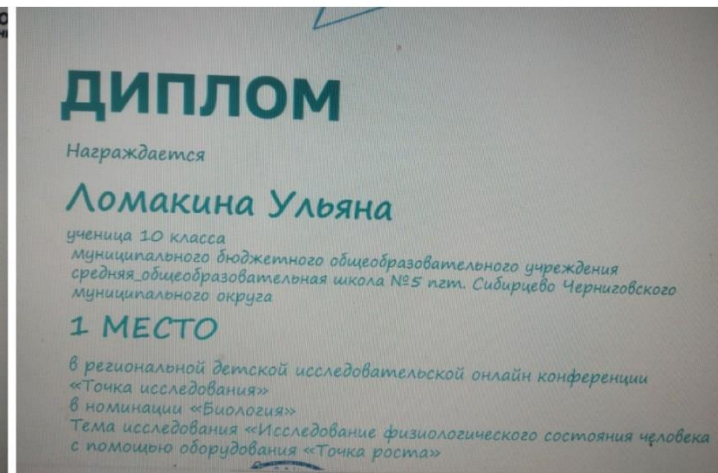 ДИПЛОМ
Награждается
Ломакина Ульяна
ученица 10 класса
муниципального бюджетного общеобразовательного учреждения
средняя_общеобразовательная школа №5 пгт. Сибирцево Черниговского
муниципального округа
1 МЕСТО
в региональной детской исследовательской онлайн конференции
«Точка исследования»
в номинации «Биология»
Тема исследования «Исследование физиологического состояния человека
с помощью оборудования «Точка роста»